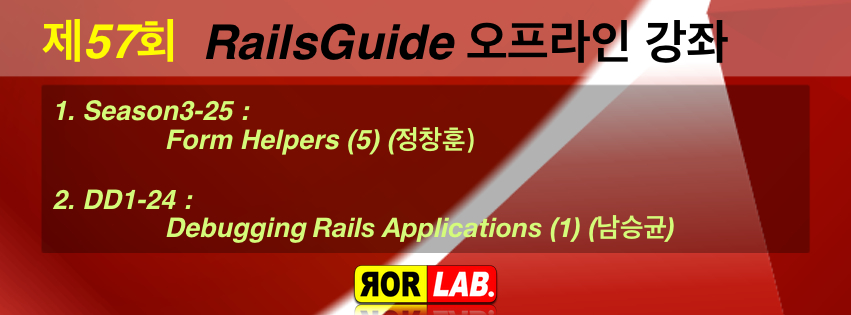 제57회 RailsGuide 오프라인 강좌
1. Season3-25 :
Form Helpers (5) (정창훈)
2. DD1-24 :
Debugging Rails Applications (1) (남승균)
ROR LAB.